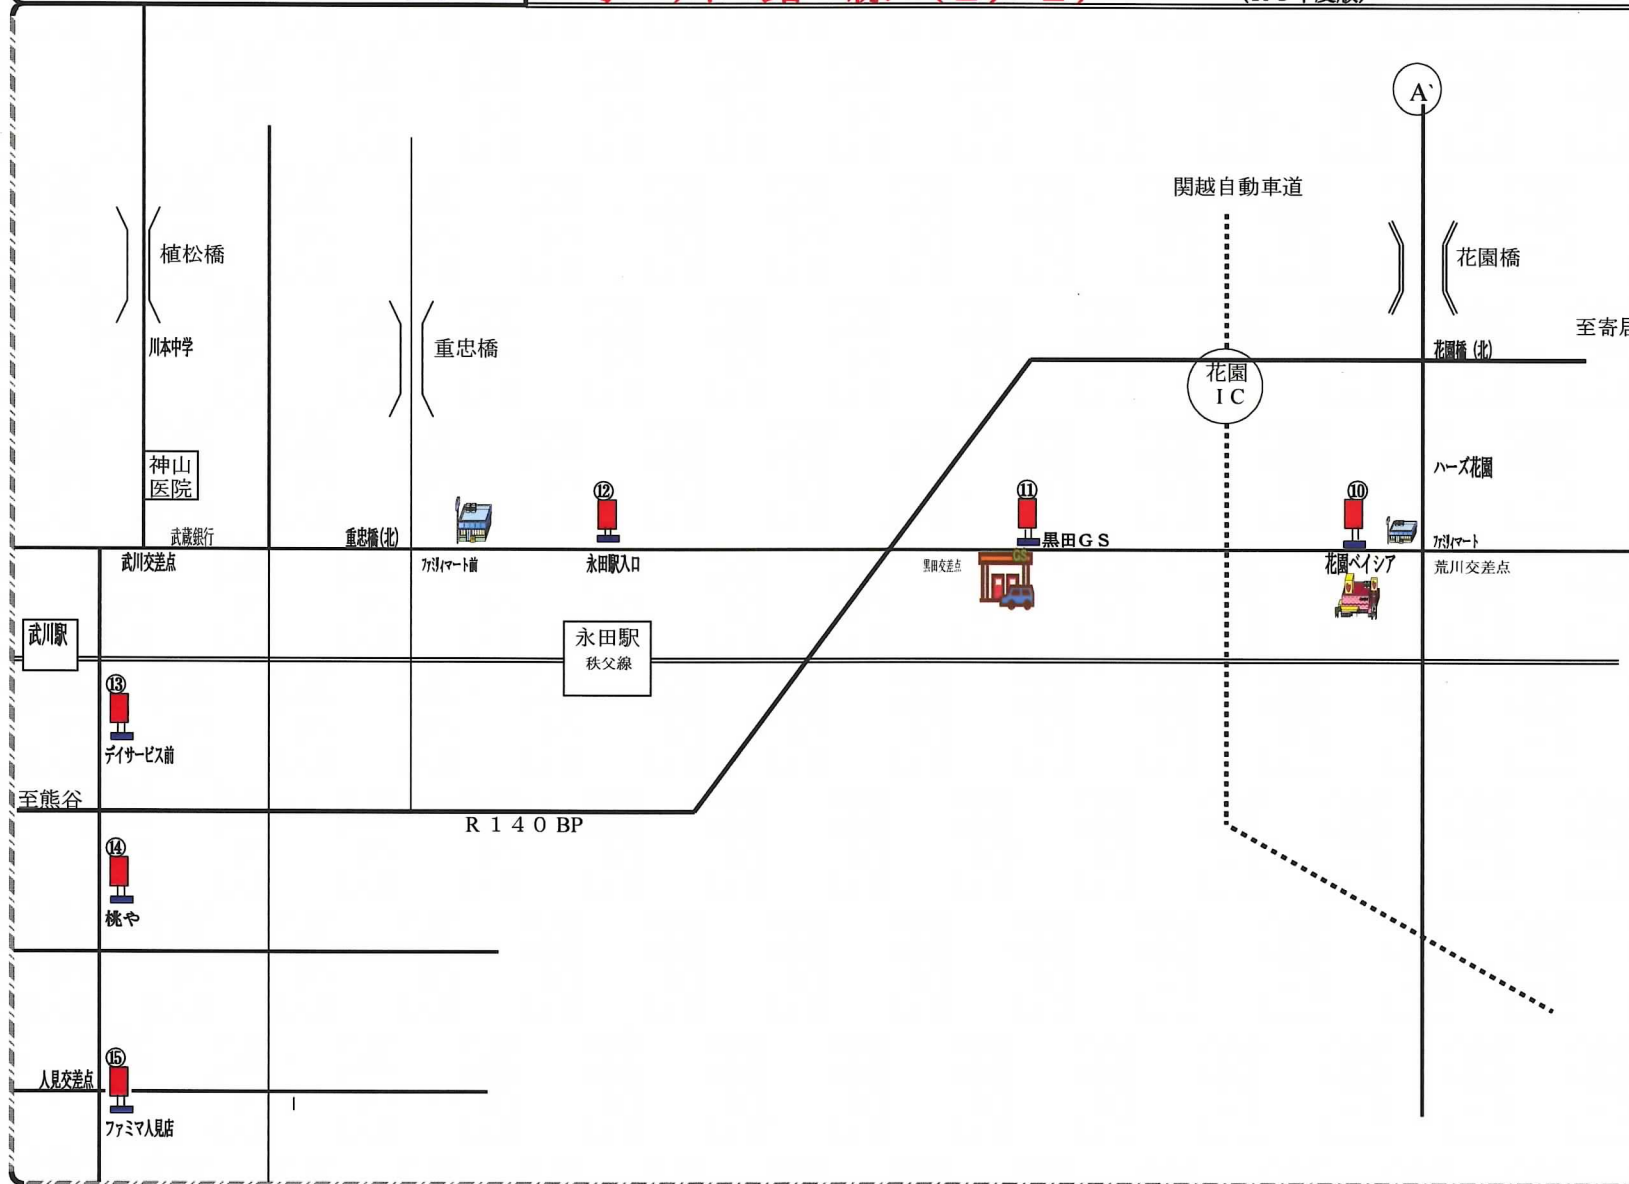 A`
関越自動車道
植松橋
花園橋
川本中学
重忠橋
花園橋(北)
花園
IC
神山
医院
ハーズ花園
⑫
⑪
⑩
武蔵銀行
重忠橋(北)
黒田GS
ファミリィマート
武川交差点
ファミリィマート前
永田駅入口
黒田交差点
花園ベイシア
荒川交差点
武川駅
永田駅
秩父線
⑬
デイサービス前
至熊谷
R140BP
⑭
桃や
⑮
人見交差点
ファミマ人見店